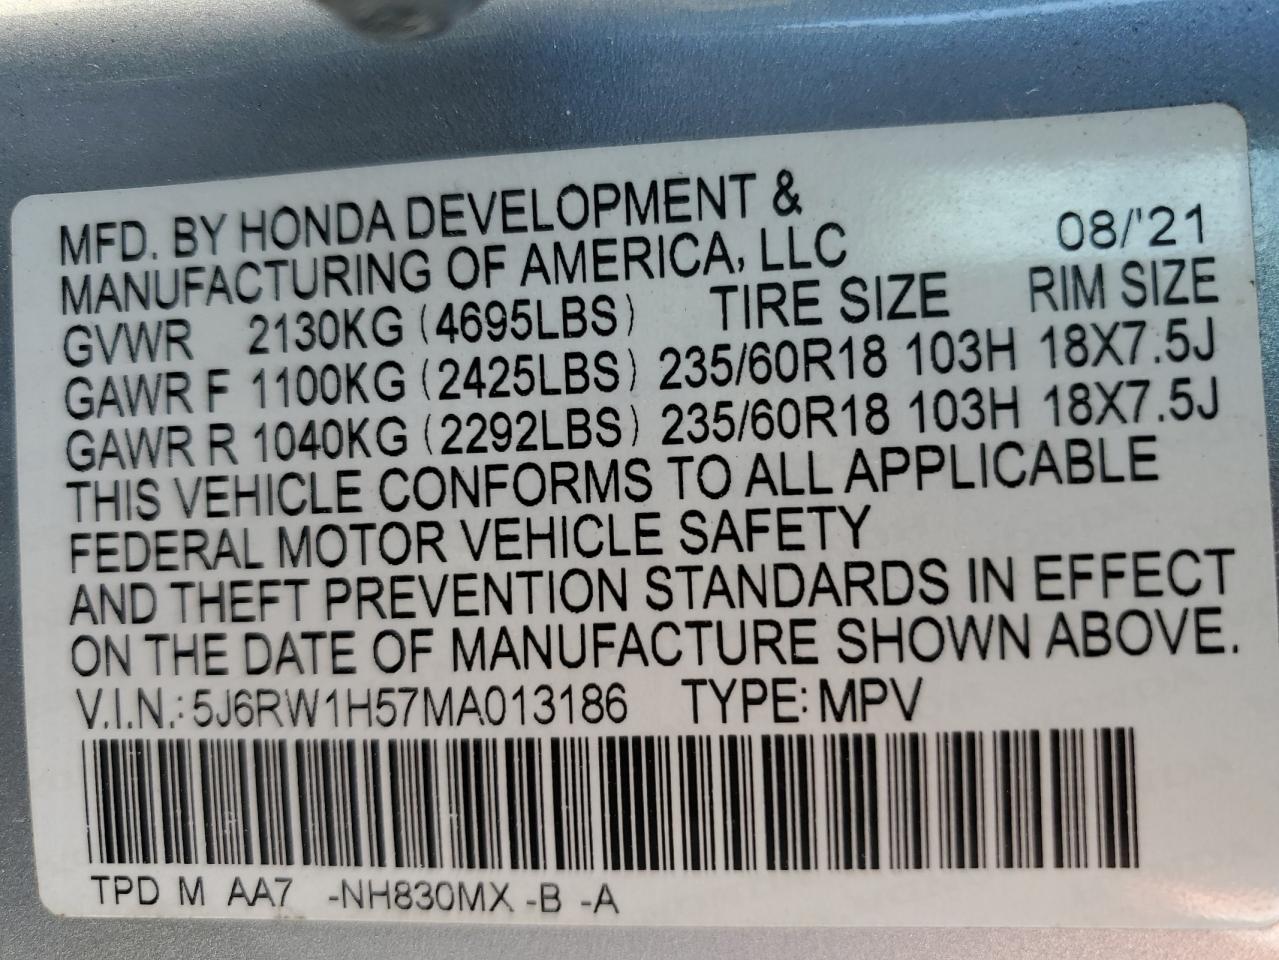 MFD. BY HONDA DEVELOPMENT &
MANUFACTURING OF AMERICA, LLC 08/'21
GVWR 2130KG (4695LBS) TIRE SIZE RIM SIZE
GAWR F 1100KG (2425LBS) 235/60R18 103H 18X7.5J
GAWR R 1040KG (2292LBS) 235/60R18 103H 18X7.5J
THIS VEHICLE CONFORMS TO ALL APPLICABLE
FEDERAL MOTOR VEHICLE SAFETY
AND THEFT PREVENTION STANDARDS IN EFFECT
ON THE DATE OF MANUFACTURE SHOWN ABOVE.
V.I.N.: 5J6RW1H57MA013186 TYPE: MPV
TPD M AA7 -NH830MX -B -A